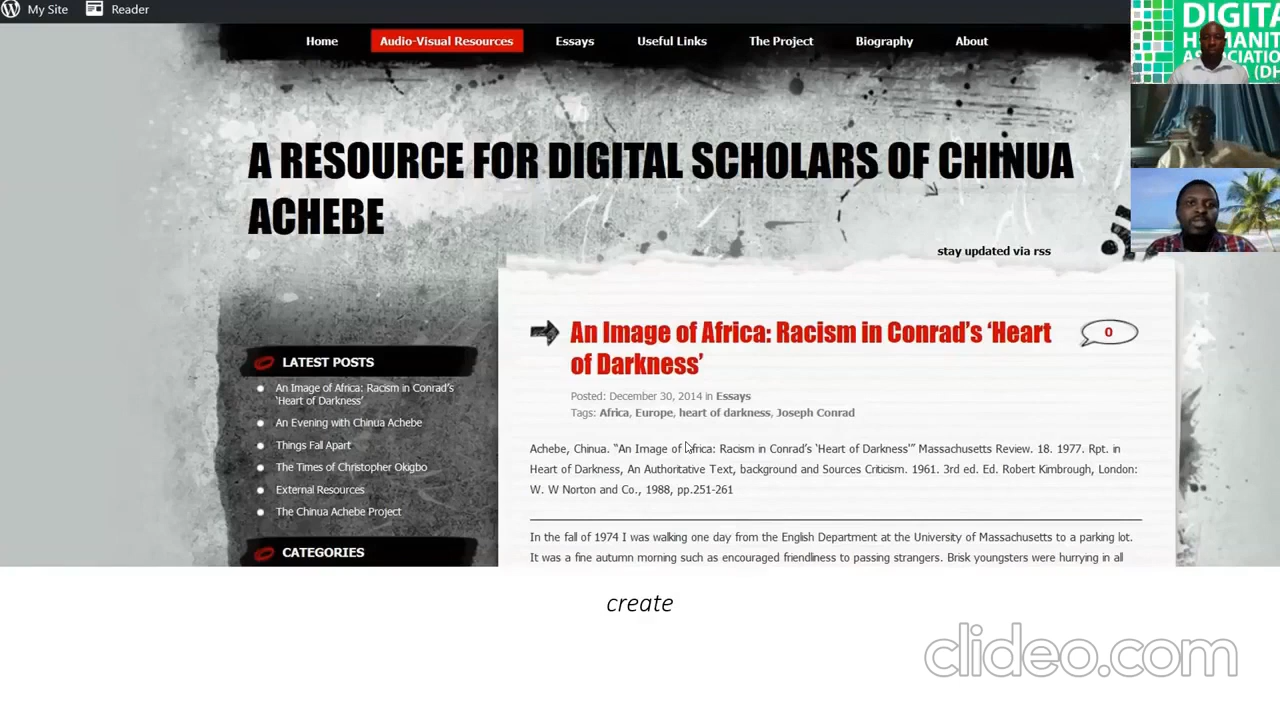 My Site Reader
Home Audio-Visual Resources Essays Useful Links The Project Biography About
DIGITA
HUMANIT
ASSOCIATIO
(DH
A RESOURCE FOR DIGITAL SCHOLARS OF CHINUA
ACHEBE
stay updated via rss
An Image of Africa: Racism in Conrad’s ‘Heart
of Darkness’
0
Posted: December 30, 2014 in Essays
Tags: Africa, Europe, heart of darkness, Joseph Conrad
LATEST POSTS
An Image of Africa: Racism in Conrad’s
‘Heart of Darkness’
An Evening with Chinua Achebe
Things Fall Apart
The Times of Christopher Okigbo
External Resources
The Chinua Achebe Project
CATEGORIES
Achebe, Chinua. “An Image of Africa: Racism in Conrad’s ‘Heart of Darkness’” Massachusetts Review. 18. 1977. Rpt. in
Heart of Darkness, An Authoritative Text, background and Sources Criticism. 1961. 3rd ed. Ed. Robert Kimbrough, London:
W. W Norton and Co., 1988, pp.251-261
In the fall of 1974 I was walking one day from the English Department at the University of Massachusetts to a parking lot.
It was a fine autumn morning such as encouraged friendliness to passing strangers. Brisk youngsters were hurrying in all
create
clideo.com